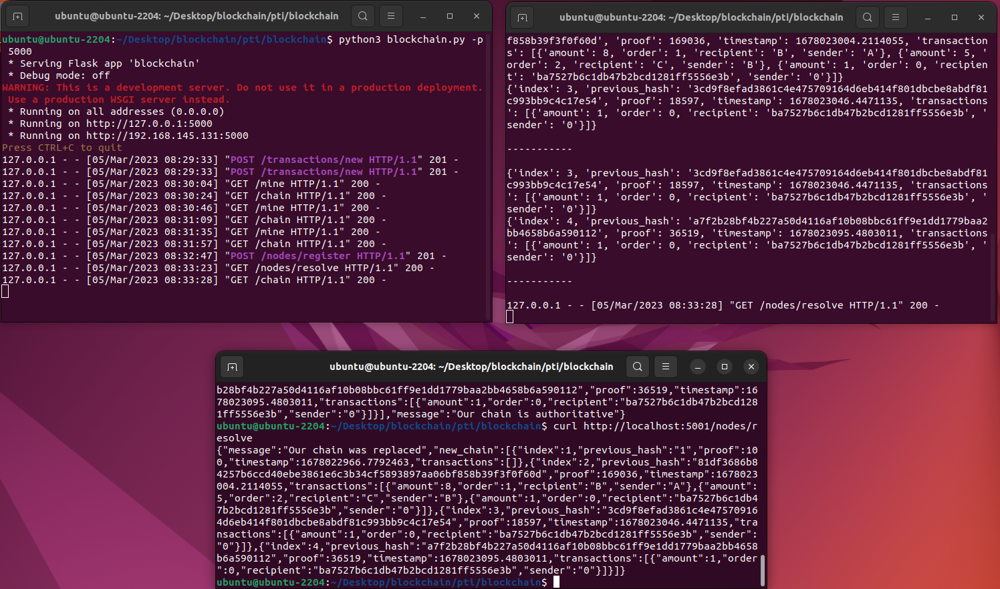 ubuntu@ubuntu-2204: ~/Desktop/blockchain/pti/blockchain
ubuntu@ubuntu-2204:~/Desktop/blockchain/pti/blockchain$ python3 blockchain.py -p
 5000
 * Serving Flask app 'blockchain'
 * Debug mode: off
WARNING: This is a development server. Do not use it in a production deployment.
 Use a production WSGI server instead.
 * Running on all addresses (0.0.0.0)
 * Running on http://127.0.0.1:5000
 * Running on http://192.168.145.131:5000
Press CTRL+C to quit
127.0.0.1 - - [05/Mar/2023 08:29:33] "POST /transactions/new HTTP/1.1" 201 -
127.0.0.1 - - [05/Mar/2023 08:29:33] "POST /transactions/new HTTP/1.1" 201 -
127.0.0.1 - - [05/Mar/2023 08:30:04] "GET /mine HTTP/1.1" 200 -
127.0.0.1 - - [05/Mar/2023 08:30:24] "GET /chain HTTP/1.1" 200 -
127.0.0.1 - - [05/Mar/2023 08:30:46] "GET /mine HTTP/1.1" 200 -
127.0.0.1 - - [05/Mar/2023 08:31:09] "GET /chain HTTP/1.1" 200 -
127.0.0.1 - - [05/Mar/2023 08:31:35] "GET /mine HTTP/1.1" 200 -
127.0.0.1 - - [05/Mar/2023 08:31:57] "GET /chain HTTP/1.1" 200 -
127.0.0.1 - - [05/Mar/2023 08:32:47] "POST /nodes/register HTTP/1.1" 201 -
127.0.0.1 - - [05/Mar/2023 08:33:23] "GET /nodes/resolve HTTP/1.1" 200 -
127.0.0.1 - - [05/Mar/2023 08:33:28] "GET /chain HTTP/1.1" 200 -
ubuntu@ubuntu-2204: ~/Desktop/blockchain/pti/blockchain
f858b39f3f0f60d', 'proof': 169036, 'timestamp': 1678023004.2114055, 'transaction
s': [{'amount': 8, 'order': 1, 'recipient': 'B', 'sender': 'A'}, {'amount': 5, '
order': 2, 'recipient': 'C', 'sender': 'B'}, {'amount': 1, 'order': 0, 'recipien
t': 'ba7527b6c1db47b2bcd1281ff5556e3b', 'sender': '0'}]}
{'index': 3, 'previous_hash': '3cd9f8efad3861c4e475709164d6eb414f801dbcbe8abdf81
c993bb9c4c17e54', 'proof': 18597, 'timestamp': 1678023046.4471135, 'transactions
': [{'amount': 1, 'order': 0, 'recipient': 'ba7527b6c1db47b2bcd1281ff5556e3b', '
sender': '0'}]}
-----------
{'index': 3, 'previous_hash': '3cd9f8efad3861c4e475709164d6eb414f801dbcbe8abdf81
c993bb9c4c17e54', 'proof': 18597, 'timestamp': 1678023046.4471135, 'transactions
': [{'amount': 1, 'order': 0, 'recipient': 'ba7527b6c1db47b2bcd1281ff5556e3b', '
sender': '0'}]}
{'index': 4, 'previous_hash': 'a7f2b28bf4b227a50d4116af10b08bbc61ff9e1dd1779baa2
bb4658b6a590112', 'proof': 36519, 'timestamp': 1678023095.4803011, 'transactions
': [{'amount': 1, 'order': 0, 'recipient': 'ba7527b6c1db47b2bcd1281ff5556e3b', '
sender': '0'}]}
-----------
127.0.0.1 - - [05/Mar/2023 08:33:28] "GET /nodes/resolve HTTP/1.1" 200 -
ubuntu@ubuntu-2204: ~/Desktop/blockchain/pti/blockchain
b28bf4b227a50d4116af10b08bbc61ff9e1dd1779baa2bb4658b6a590112","proof":36519,"timestamp":16
78023095.4803011,"transactions":[{"amount":1,"order":0,"recipient":"ba7527b6c1db47b2bcd128
1ff5556e3b","sender":"0"}]}],"message":"Our chain is authoritative"}
ubuntu@ubuntu-2204:~/Desktop/blockchain/pti/blockchain$ curl http://localhost:5001/nodes/r
esolve
{"message":"Our chain was replaced","new_chain":[{"index":1,"previous_hash":"1","proof":10
0,"timestamp":1678022966.7792463,"transactions":[]},{"index":2,"previous_hash":"81df3686b8
4257b6ccd40ebe3861e6c3b34cf5893897aa06bf858b39f3f0f60d","proof":169036,"timestamp":1678023
004.2114055,"transactions":[{"amount":8,"order":1,"recipient":"B","sender":"A"},{"amount":
5,"order":2,"recipient":"C","sender":"B"},{"amount":1,"order":0,"recipient":"ba7527b6c1db4
7b2bcd1281ff5556e3b","sender":"0"}]},{"index":3,"previous_hash":"3cd9f8efad3861c4e47570916
4d6eb414f801dbcbe8abdf81c993bb9c4c17e54","proof":18597,"timestamp":1678023046.4471135,"tra
nsactions":[{"amount":1,"order":0,"recipient":"ba7527b6c1db47b2bcd1281ff5556e3b","sender":
"0"}]},{"index":4,"previous_hash":"a7f2b28bf4b227a50d4116af10b08bbc61ff9e1dd1779baa2bb4658
b6a590112","proof":36519,"timestamp":1678023095.4803011,"transactions":[{"amount":1,"order
":0,"recipient":"ba7527b6c1db47b2bcd1281ff5556e3b","sender":"0"}]}]}
ubuntu@ubuntu-2204:~/Desktop/blockchain/pti/blockchain$